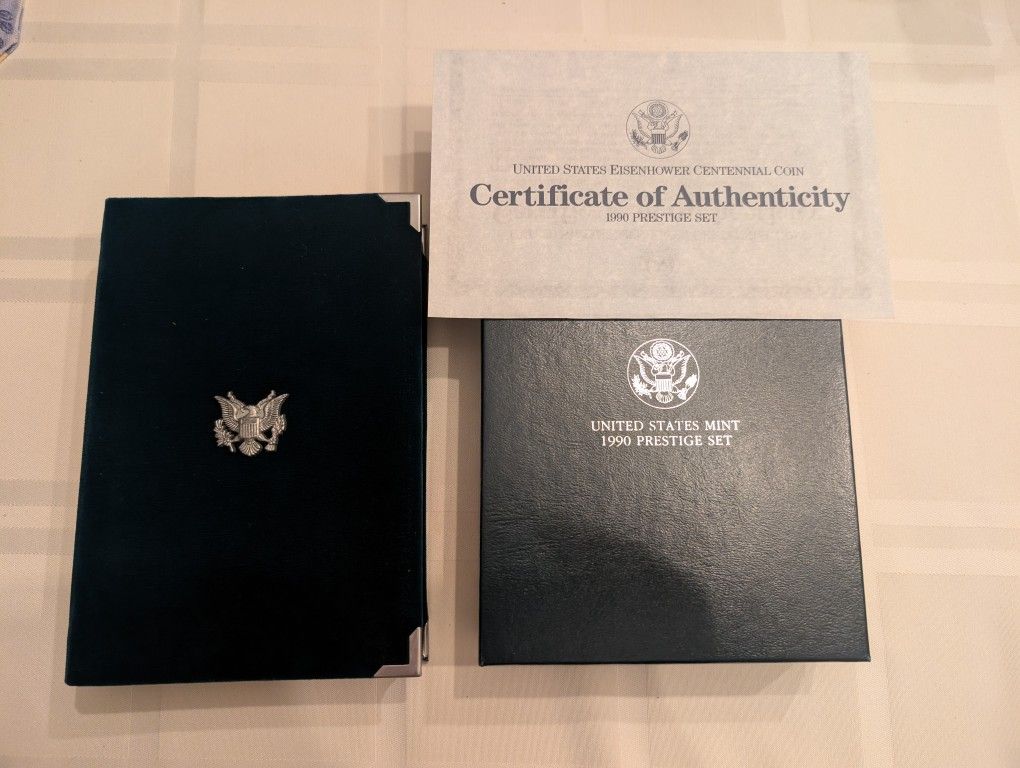 UNITED STATES EISENHOWER CENTENNIAL COIN
Certificate of Authenticity
1990 PRESTIGE SET
UNITED STATES MINT
1990 PRESTIGE SET